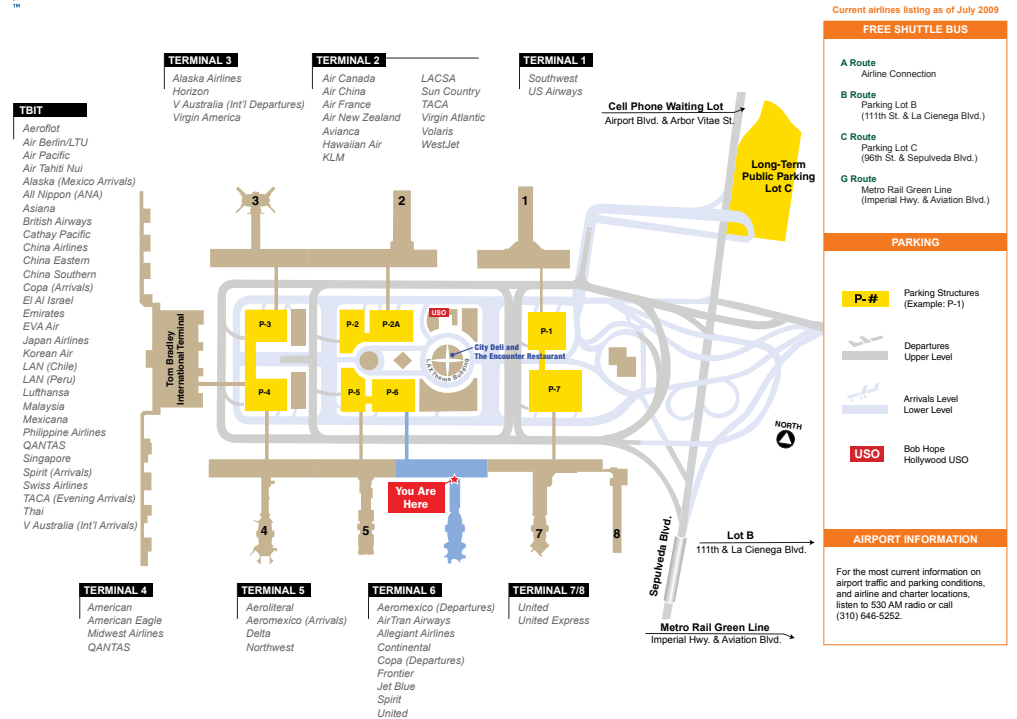 ™
Current airlines listing as of July 2009
FREE SHUTTLE BUS
A Route
Airline Connection
B Route
Parking Lot B
(111th St. & La Cienega Blvd.)
C Route
Parking Lot C
(96th St. & Sepulveda Blvd.)
G Route
Metro Rail Green Line
(Imperial Hwy. & Aviation Blvd.)
PARKING
P-#
Parking Structures
(Example: P-1)
Departures
Upper Level
Arrivals Level
Lower Level
USO
Bob Hope
Hollywood USO
AIRPORT INFORMATION
For the most current information on
airport traffic and parking conditions,
and airline and charter locations,
listen to 530 AM radio or call
(310) 646-5252.
TERMINAL 3
Alaska Airlines
Horizon
V Australia (Int'l Departures)
Virgin America
TERMINAL 2
Air Canada
Air China
Air France
Air New Zealand
Avianca
Hawaiian Air
KLM
LACSA
Sun Country
TACA
Virgin Atlantic
Volaris
WestJet
TERMINAL 1
Southwest
US Airways
TBIT
Aeroflot
Air Berlin/LTU
Air Pacific
Air Tahiti Nui
Alaska (Mexico Arrivals)
All Nippon (ANA)
Asiana
British Airways
Cathay Pacific
China Airlines
China Eastern
China Southern
Copa (Arrivals)
El Al Israel
Emirates
EVA Air
Japan Airlines
Korean Air
LAN (Chile)
LAN (Peru)
Lufthansa
Malaysia
Mexicana
Philippine Airlines
QANTAS
Singapore
Spirit (Arrivals)
Swiss Airlines
TACA (Evening Arrivals)
Thai
V Australia (Int'l Arrivals)
Cell Phone Waiting Lot
Airport Blvd. & Arbor Vitae St.
Long-Term
Public Parking
Lot C
3
2
1
Tom Bradley
International Terminal
P-3
P-2
P-2A
USO
P-1
City Deli and
The Encounter Restaurant
LAX Theme Building
P-4
P-5
P-6
P-7
NORTH
You Are
Here
4
5
7
8
Sepulveda Blvd.
Lot B
111th & La Cienega Blvd.
Metro Rail Green Line
Imperial Hwy. & Aviation Blvd.
TERMINAL 4
American
American Eagle
Midwest Airlines
QANTAS
TERMINAL 5
Aeroliteral
Aeromexico (Arrivals)
Delta
Northwest
TERMINAL 6
Aeromexico (Departures)
AirTran Airways
Allegiant Airlines
Continental
Copa (Departures)
Frontier
Jet Blue
Spirit
United
TERMINAL 7/8
United
United Express